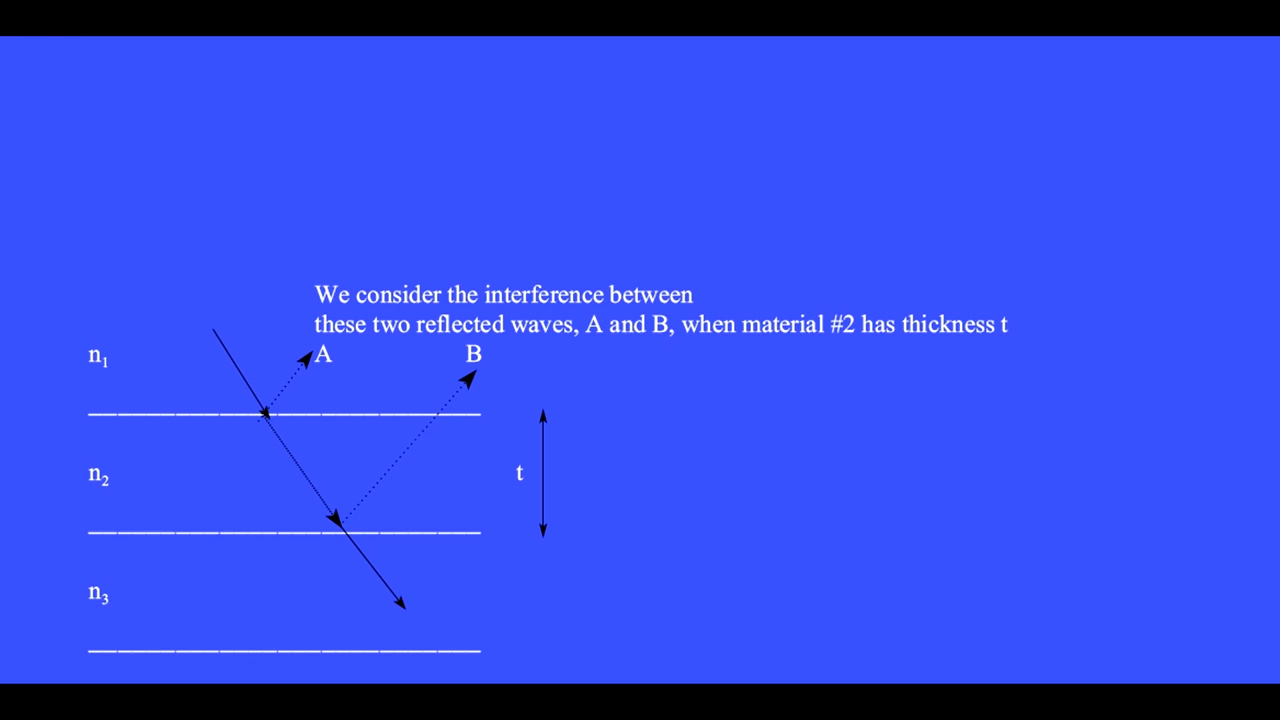 We consider the interference between
these two reflected waves, A and B, when material #2 has thickness t
n₁ A B
n₂ t
n₃